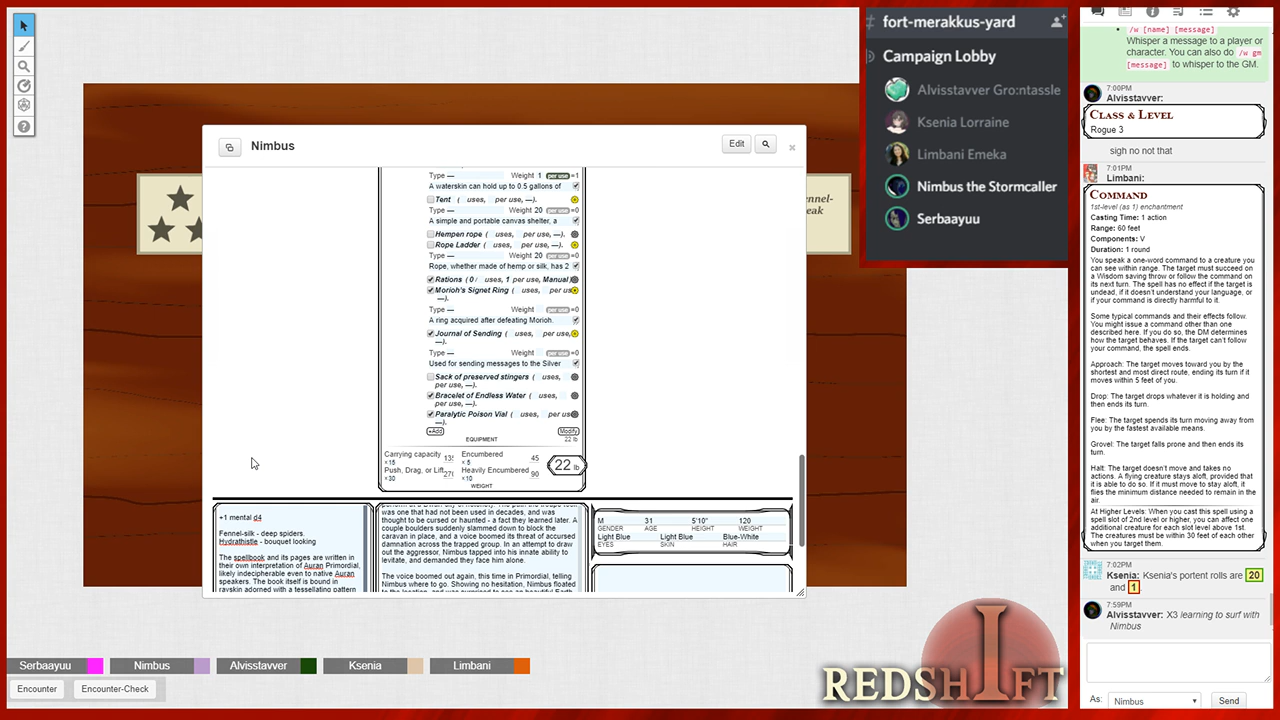 fort-merakkus-yard
Campaign Lobby
Alvisstavver Gro:ntassle
Ksenia Lorraine
Limbani Emeka
Nimbus the Stormcaller
Serbaayuu
Nimbus
Edit
Type — Weight 1 per use =1
A waterskin can hold up to 0.5 gallons of
Tent ( uses, per use, —).
Type — Weight 20 per use =0
A simple and portable canvas shelter, a
Hempen rope ( uses, per use, —).
Rope Ladder ( uses, per use, —).
Type — Weight 20 per use =0
Rope, whether made of hemp or silk, has 2
Rations ( 0 / uses, 1 per use, Manual)
Morioh's Signet Ring ( uses, per us
—).
Type — Weight per use =0
A ring acquired after defeating Morioh.
Journal of Sending ( uses, per use,
—).
Type — Weight per use =0
Used for sending messages to the Silver
Sack of preserved stingers ( uses,
per use, —).
Bracelet of Endless Water ( uses,
per use, —).
Paralytic Poison Vial ( uses, per us
—).
+Add Modify
EQUIPMENT 22 lb
Carrying capacity Encumbered 45
×15 × 5
Push, Drag, or Lift Heavily Encumbered 90
×30 ×10
22 lb
WEIGHT
+1 mental d4
Fennel-silk - deep spiders.
Hydrathistle - bouquet looking
The spellbook and its pages are written in
their own interpretation of Auran Primordial,
likely indecipherable even to native Auran
speakers. The book itself is bound in
rayskin adorned with a tessellating pattern
was one that had not been used in decades, and was
thought to be cursed or haunted - a fact they learned later. A
couple boulders suddenly slammed down to block the
caravan in place, and a voice boomed its threat of accursed
damnation across the trapped group. In an attempt to draw
out the aggressor, Nimbus tapped into his innate ability to
levitate, and demanded they face him alone.
The voice boomed out again, this time in Primordial, telling
Nimbus where to go. Showing no hesitation, Nimbus floated
M 31 5'10" 120
GENDER AGE HEIGHT WEIGHT
Light Blue Light Blue Blue-White
EYES SKIN HAIR
Serbaayuu
Nimbus
Alvisstavver
Ksenia
Limbani
Encounter
Encounter-Check
REDSHIFT
/w [name] [message]
Whisper a message to a player or
character. You can also do /w gm
[message] to whisper to the GM.
7:00PM
Alvisstavver:
CLASS & LEVEL
Rogue 3
sigh no not that
7:01PM
Limbani:
COMMAND
1st-level (as 1) enchantment
Casting Time: 1 action
Range: 60 feet
Components: V
Duration: 1 round
You speak a one-word command to a creature you
can see within range. The target must succeed on
a Wisdom saving throw or follow the command on
its next turn. The spell has no effect if the target is
undead, if it doesn't understand your language, or
if your command is directly harmful to it.
Some typical commands and their effects follow.
You might issue a command other than one
described here. If you do so, the DM determines
how the target behaves. If the target can't follow
your command, the spell ends.
Approach: The target moves toward you by the
shortest and most direct route, ending its turn if it
moves within 5 feet of you.
Drop: The target drops whatever it is holding and
then ends its turn.
Flee: The target spends its turn moving away from
you by the fastest available means.
Grovel: The target falls prone and then ends its
turn.
Halt: The target doesn't move and takes no
actions. A flying creature stays aloft, provided that
it is able to do so. If it must move to stay aloft, it
flies the minimum distance needed to remain in the
air.
At Higher Levels: When you cast this spell using a
spell slot of 2nd level or higher, you can affect one
additional creature for each slot level above 1st.
The creatures must be within 30 feet of each other
when you target them.
7:02PM
Ksenia: Ksenia's portent rolls are 20
and 1
7:59PM
Alvisstavver: X3 learning to surf with
Nimbus
As: Nimbus
Send